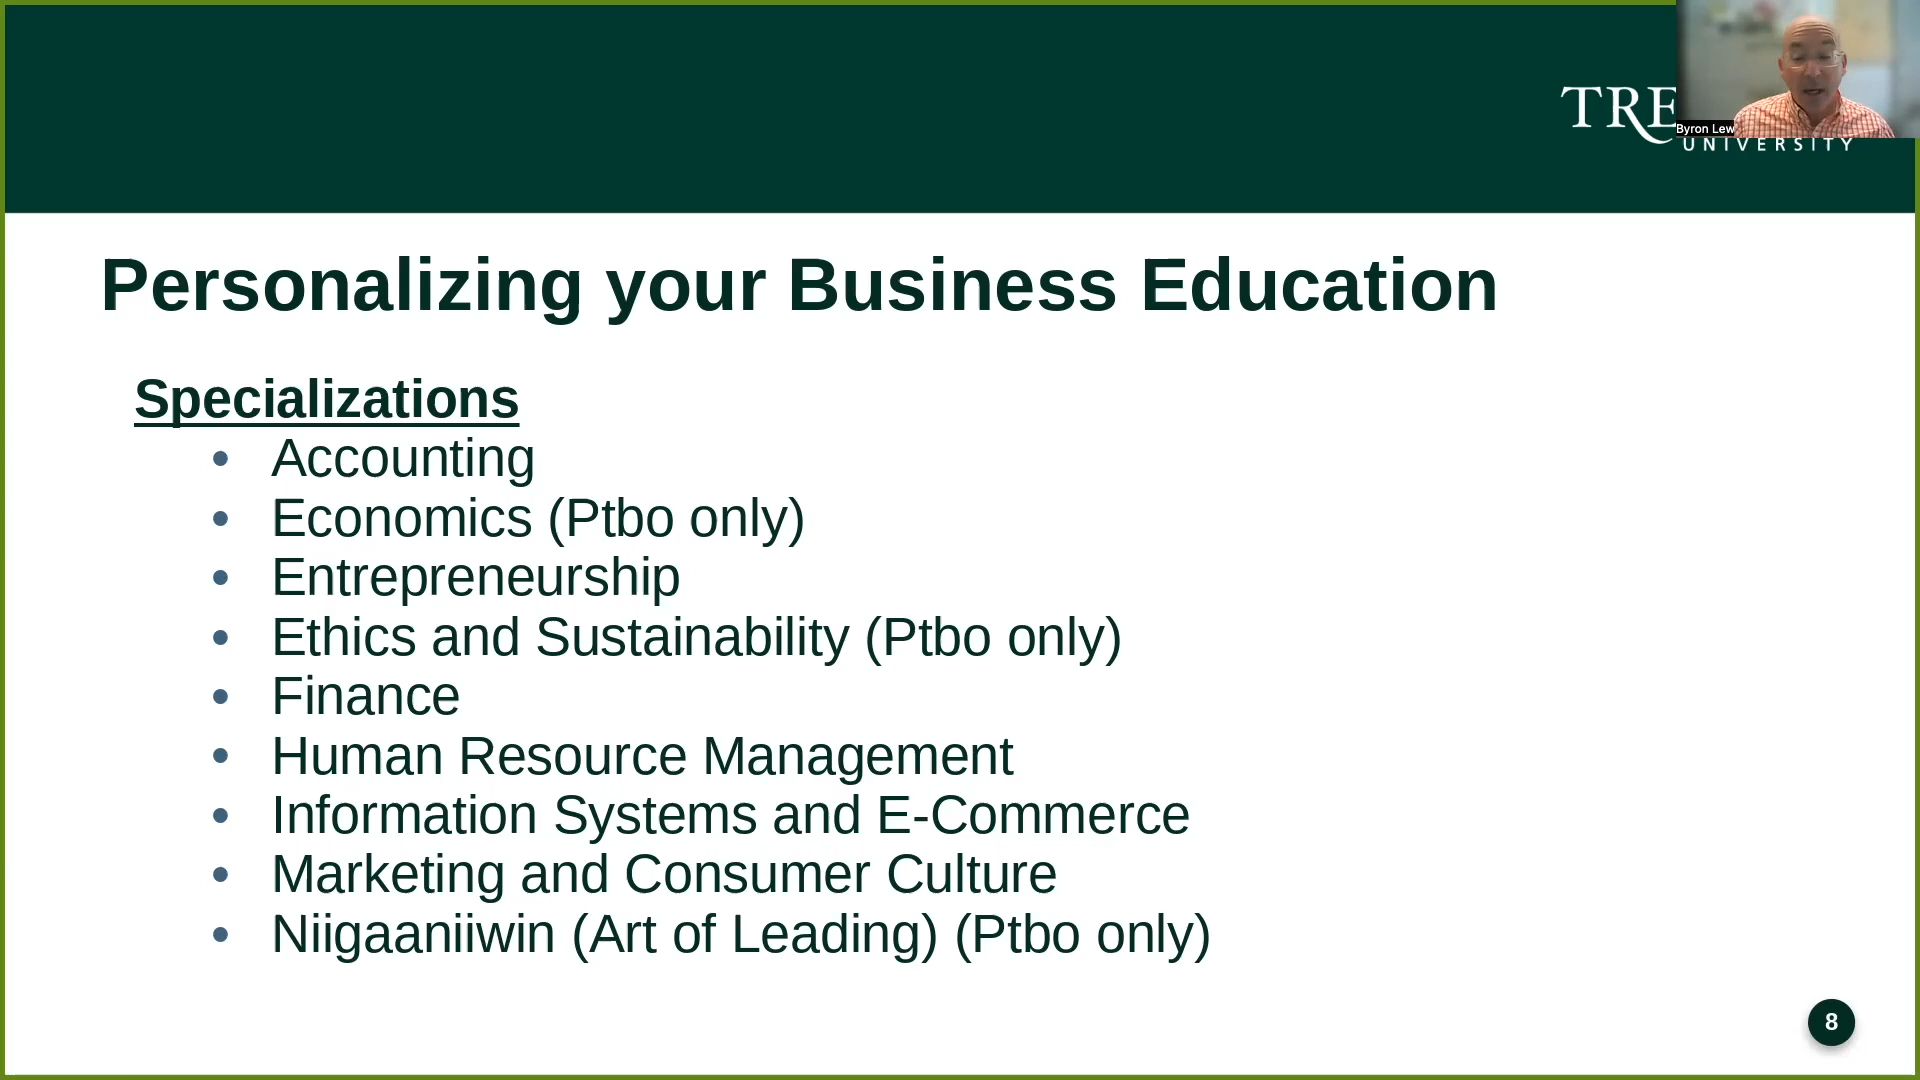 TRE
Byron Lew
UNIVERSITY
Personalizing your Business Education
Specializations
• Accounting
• Economics (Ptbo only)
• Entrepreneurship
• Ethics and Sustainability (Ptbo only)
• Finance
• Human Resource Management
• Information Systems and E-Commerce
• Marketing and Consumer Culture
• Niigaaniiwin (Art of Leading) (Ptbo only)
8